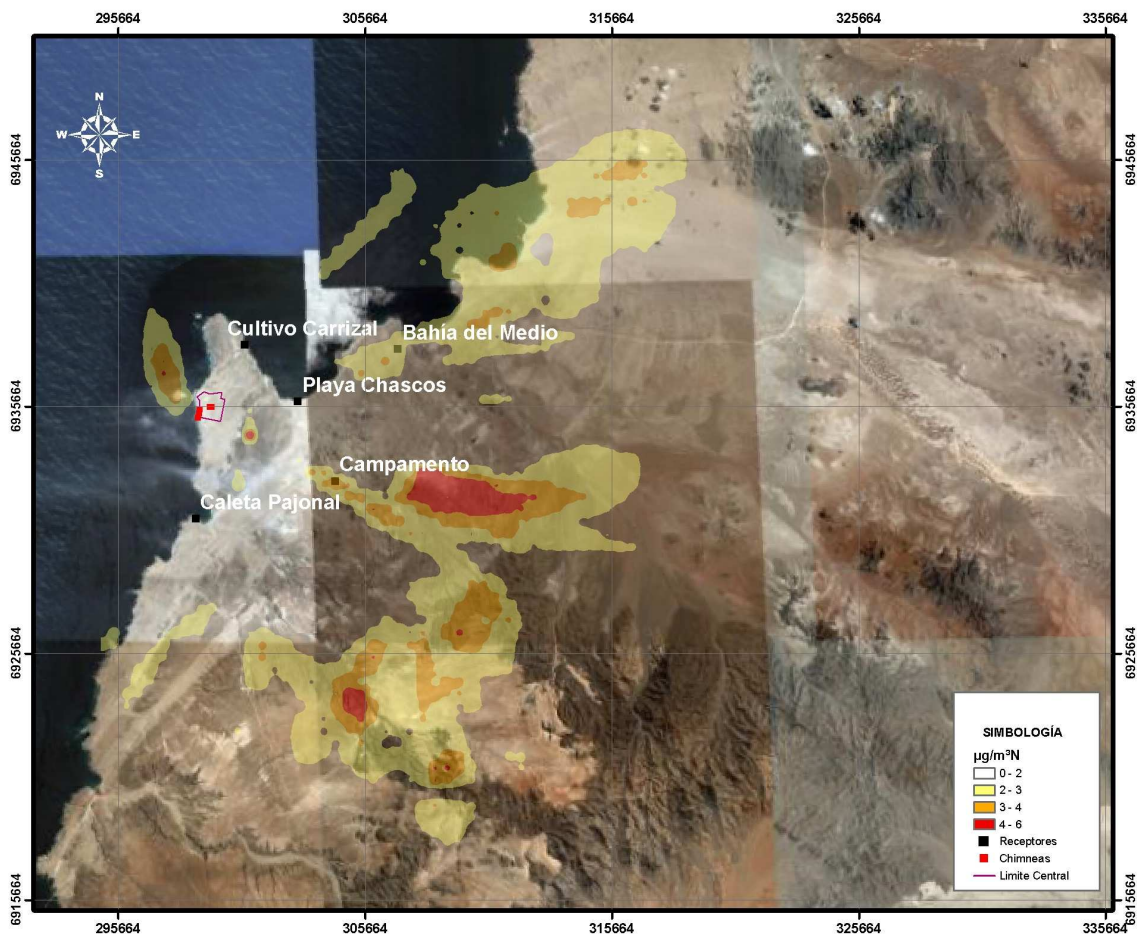 295664 305664 315664 325664 335664
N
W E
S
6945664 6945664
Cultivo Carrizal
Bahía del Medio
Playa Chascos
6935664 6935664
Campamento
Caleta Pajonal
6925664 6925664
SIMBOLOGÍA
µg/m³N
0 - 2
2 - 3
3 - 4
4 - 6
Receptores
Chimneas
Limite Central
6915664 6915664
295664 305664 315664 325664 335664